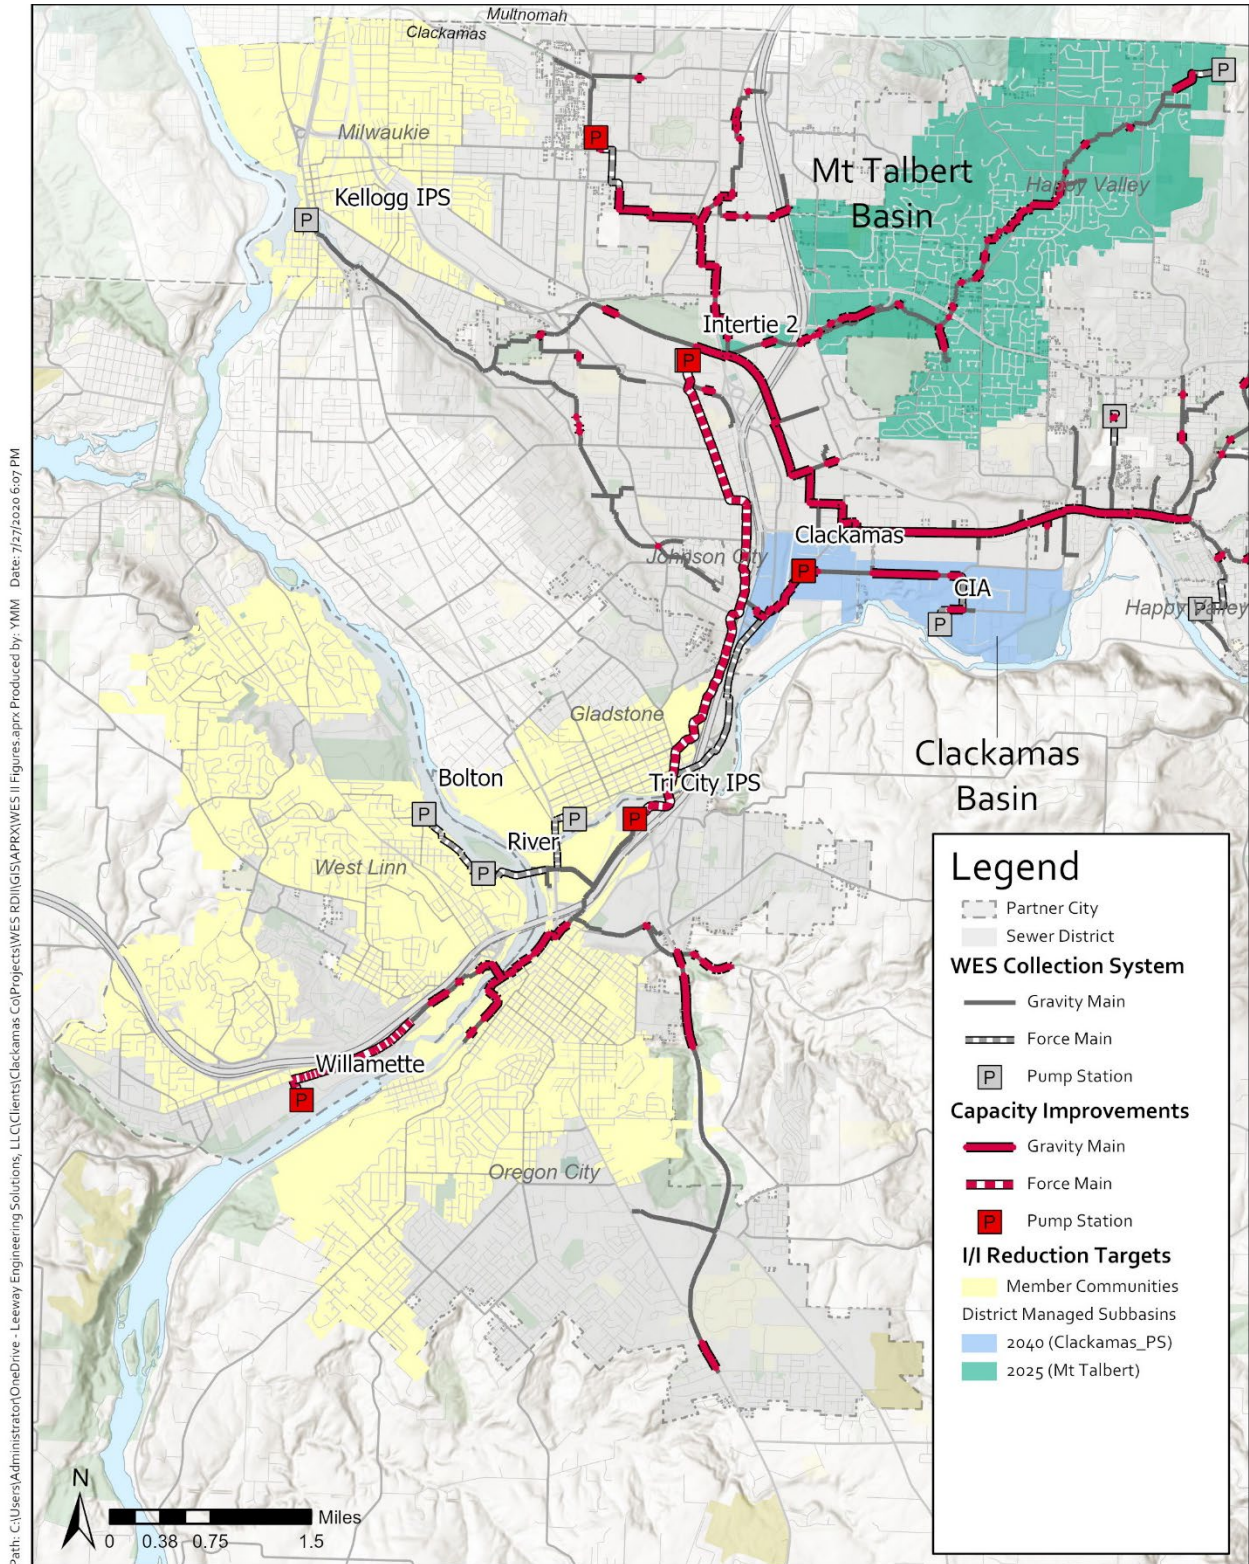 Multnomah
Clackamas
P
P
Milwaukie
Mt Talbert
Basin
Happy Valley
Kellogg IPS
P
Intertie 2
P
P
Clackamas
Johnson City
P
CIA
P
Happy Valley
P
Gladstone
Clackamas
Basin
Bolton
Tri City IPS
P
P
P
River
West Linn
P
Willamette
P
Oregon City
Legend
Partner City
Sewer District
WES Collection System
Gravity Main
Force Main
P Pump Station
Capacity Improvements
Gravity Main
Force Main
P Pump Station
I/I Reduction Targets
Member Communities
District Managed Subbasins
2040 (Clackamas_PS)
2025 (Mt Talbert)
N
Miles
0 0.38 0.75 1.5
Path: C:\Users\Administrator\OneDrive - Leeway Engineering Solutions, LLC\Clients\Clackamas Co\Projects\WES RDII\GIS\APRX\WES II Figures.aprx Produced by: YMM Date: 7/27/2020 6:07 PM